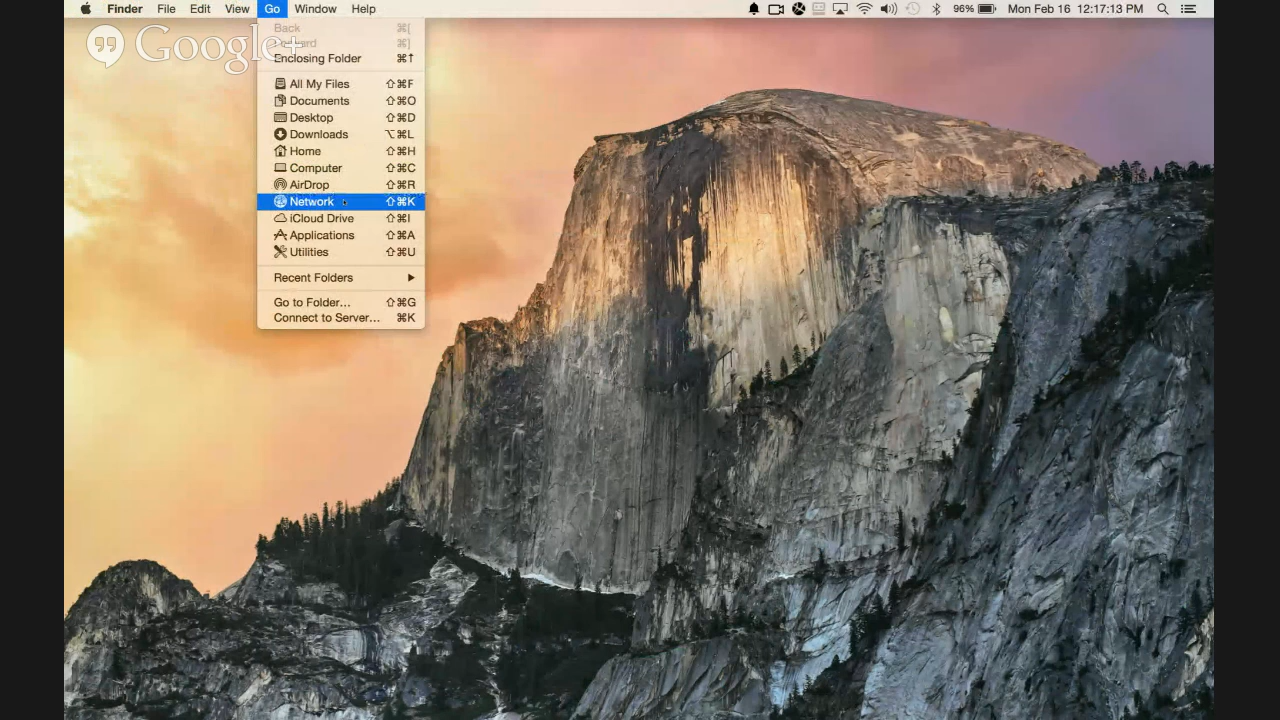 Finder File Edit View Go Window Help 96% Mon Feb 16 12:17:13 PM
Google+
Back ⌘[
Forward ⌘]
Enclosing Folder ⌘↑
All My Files ⇧⌘F
Documents ⇧⌘O
Desktop ⇧⌘D
Downloads ⌥⌘L
Home ⇧⌘H
Computer ⇧⌘C
AirDrop ⇧⌘R
Network ⇧⌘K
iCloud Drive ⇧⌘I
Applications ⇧⌘A
Utilities ⇧⌘U
Recent Folders ▶
Go to Folder... ⇧⌘G
Connect to Server... ⌘K